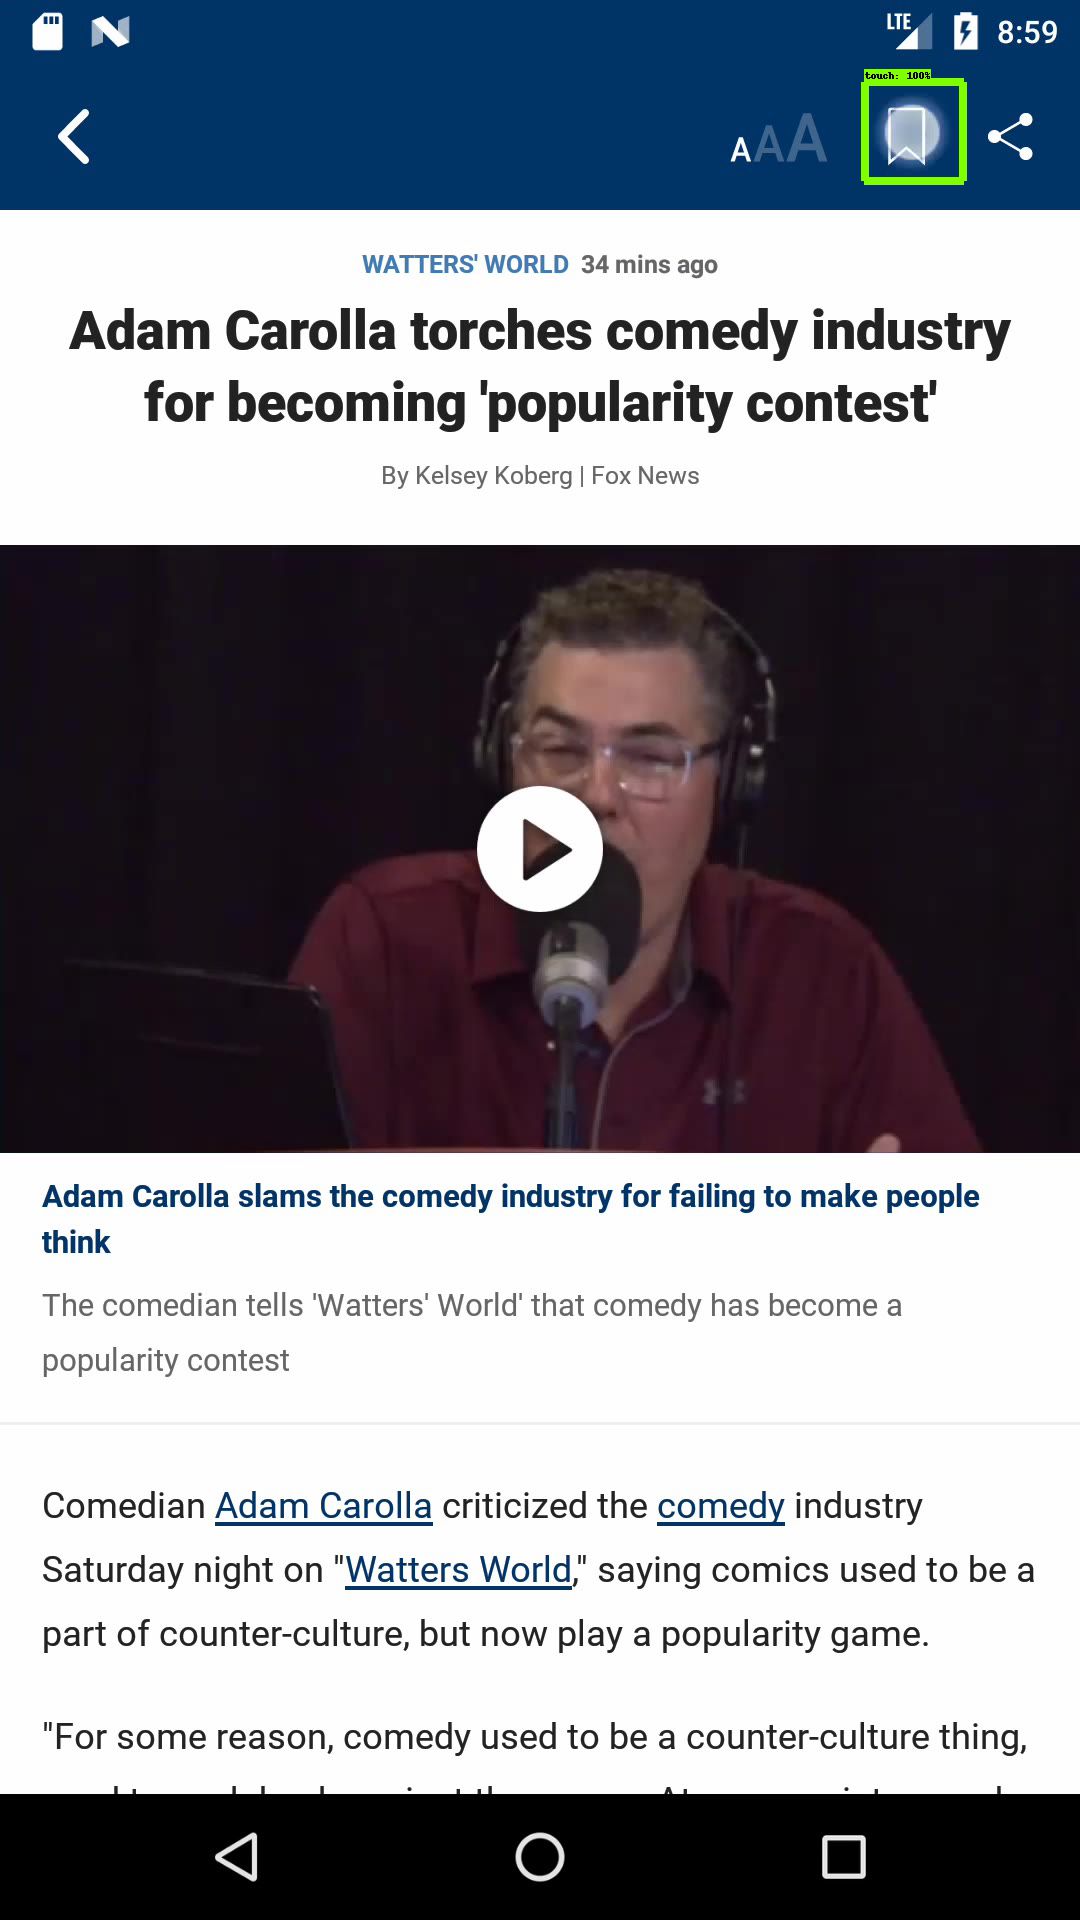 LTE 8:59
touch: 100%
AAA
WATTERS' WORLD 34 mins ago
Adam Carolla torches comedy industry
for becoming 'popularity contest'
By Kelsey Koberg | Fox News
Adam Carolla slams the comedy industry for failing to make people
think
The comedian tells 'Watters' World' that comedy has become a
popularity contest
Comedian Adam Carolla criticized the comedy industry
Saturday night on "Watters World," saying comics used to be a
part of counter-culture, but now play a popularity game.
"For some reason, comedy used to be a counter-culture thing,